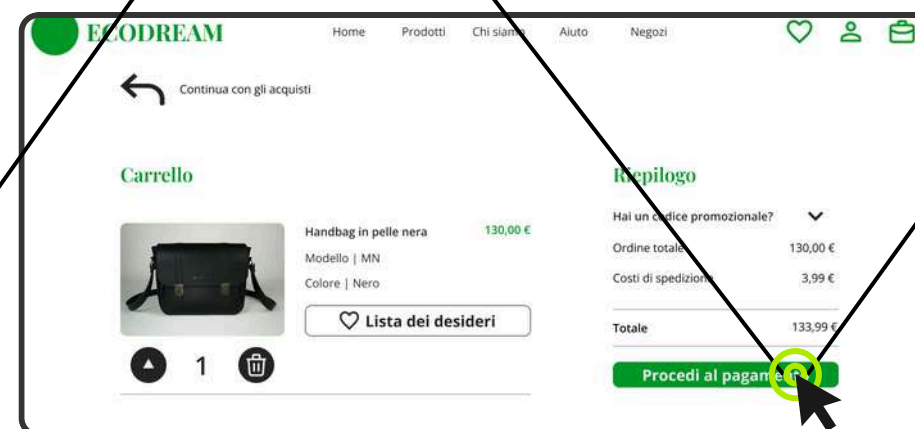 ECODREAM
Home Prodotti Chi siamo Aiuto Negozi
Continua con gli acquisti
Carrello
Riepilogo
Handbag in pelle nera 130,00 €
Modello | MN
Colore | Nero
Lista dei desideri
1
Hai un codice promozionale?
Ordine totale 130,00 €
Costi di spedizione 3,99 €
Totale 133,99 €
Procedi al pagamento